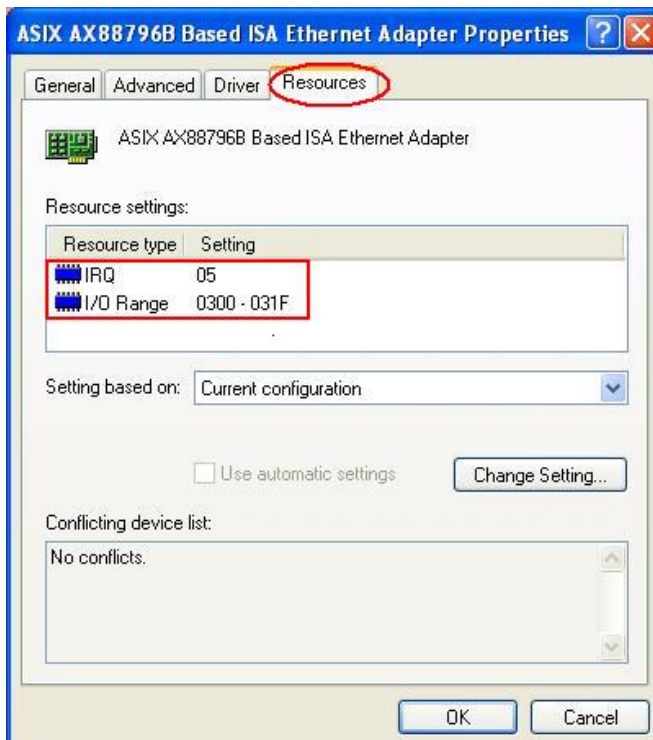 ASIX AX88796B Based ISA Ethernet Adapter Properties
General Advanced Driver Resources
ASIX AX88796B Based ISA Ethernet Adapter
Resource settings:
Resource type Setting
IRQ 05
I/O Range 0300 - 031F
Setting based on: Current configuration
Use automatic settings Change Setting...
Conflicting device list:
No conflicts.
OK Cancel